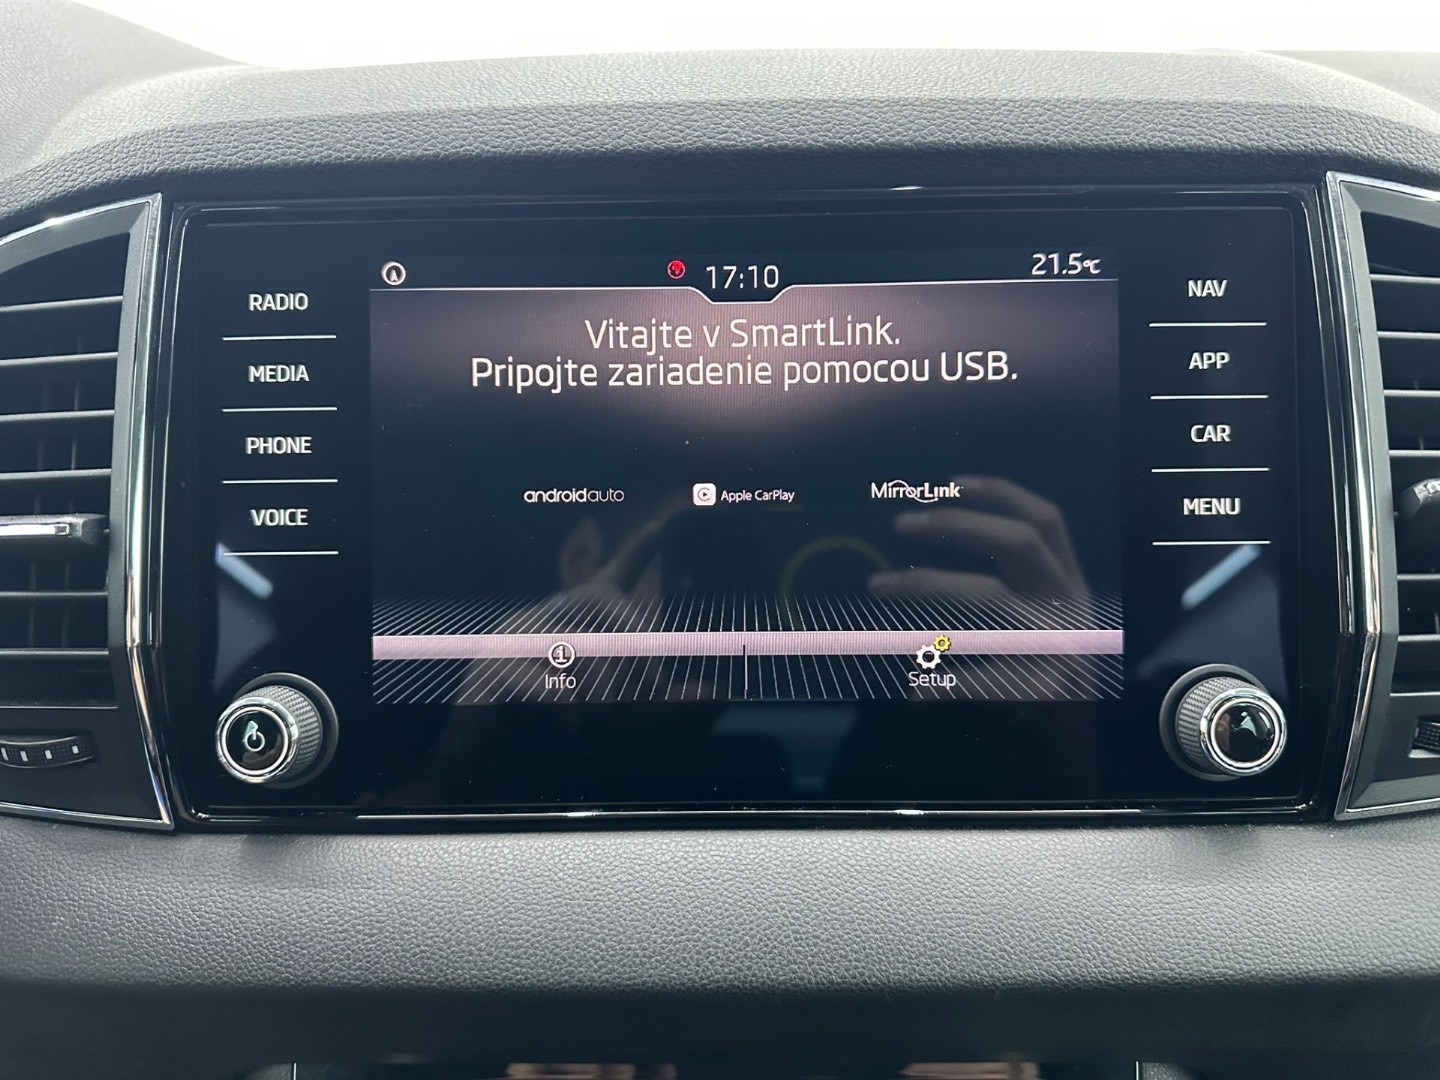 17:10
21.5°C
RADIO
MEDIA
PHONE
VOICE
Vitajte v SmartLink.
Pripojte zariadenie pomocou USB.
androidauto
Apple CarPlay
MirrorLink
Info
Setup
NAV
APP
CAR
MENU